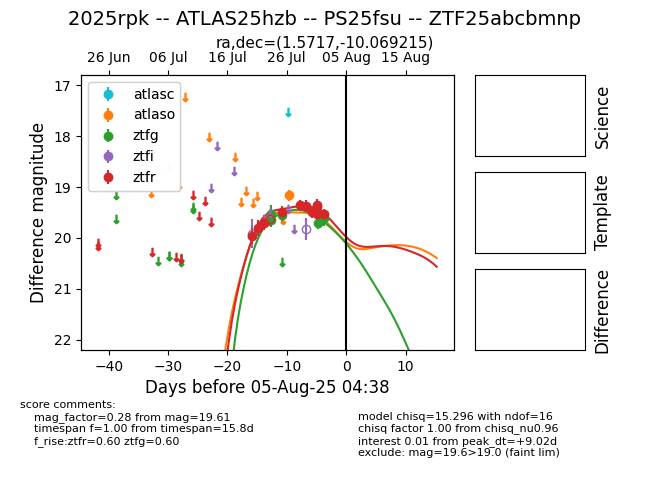 2025rpk -- ATLAS25hzb -- PS25fsu -- ZTF25abcbmnp
ra,dec=(1.5717,-10.069215)
26 Jun 06 Jul 16 Jul 26 Jul 05 Aug 15 Aug
atlasc
atlaso
ztfg
ztfi
ztfr
17
18
19
20
21
22
Difference magnitude
−40 −30 −20 −10 0 10
Days before 05-Aug-25 04:38
Science
Template
Difference
score comments:
mag_factor=0.28 from mag=19.61
timespan f=1.00 from timespan=15.8d
f_rise:ztfr=0.60 ztfg=0.60
model chisq=15.296 with ndof=16
chisq factor 1.00 from chisq_nu0.96
interest 0.01 from peak_dt=+9.02d
exclude: mag=19.6>19.0 (faint lim)